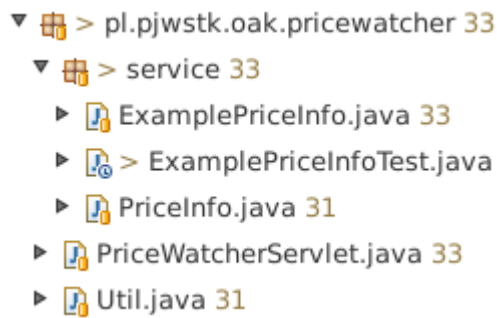 > pl.pjwstk.oak.pricewatcher 33
> service 33
ExamplePriceInfo.java 33
> ExamplePriceInfoTest.java
PriceInfo.java 31
PriceWatcherServlet.java 33
Util.java 31